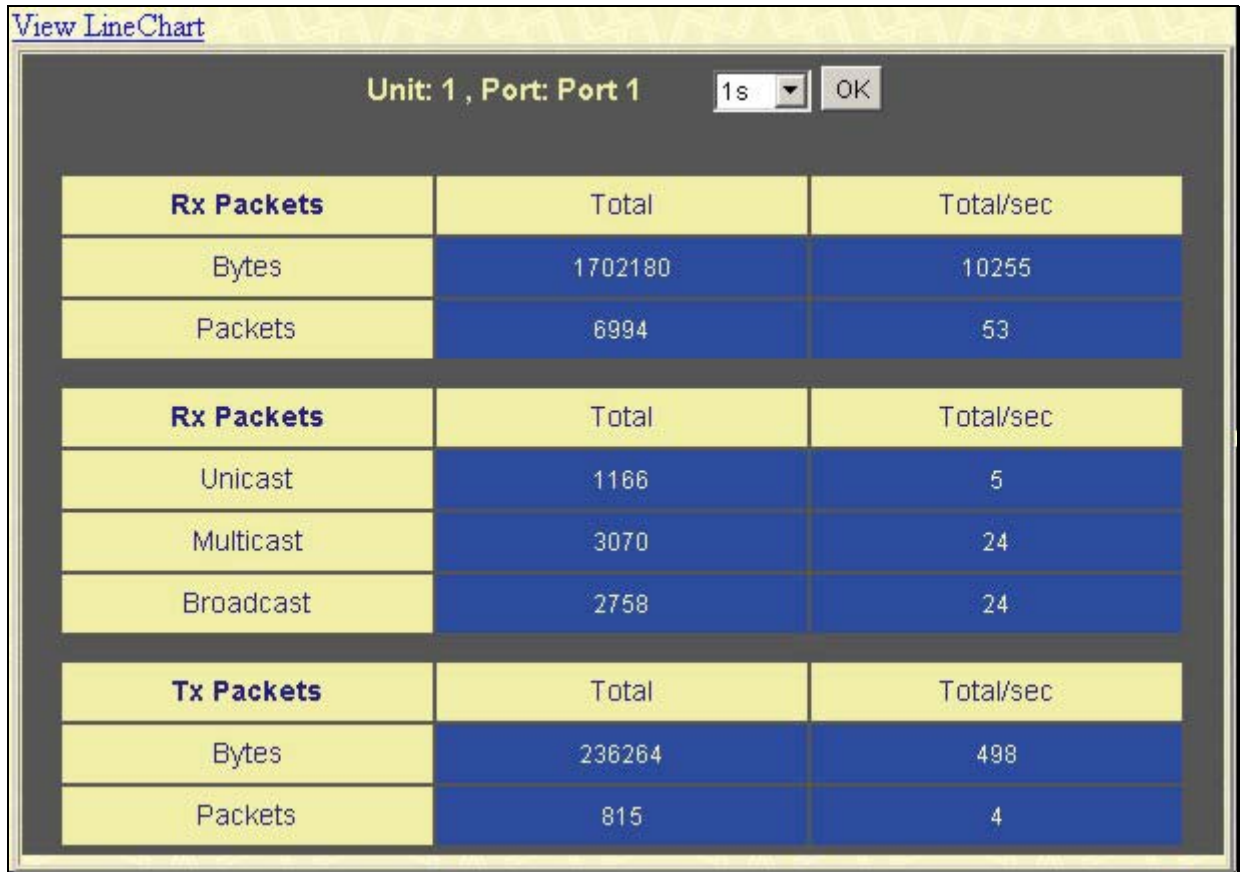 View LineChart
Unit: 1 , Port: Port 1 1s OK
Rx Packets Total Total/sec
Bytes 1702180 10255
Packets 6994 53
Rx Packets Total Total/sec
Unicast 1166 5
Multicast 3070 24
Broadcast 2758 24
Tx Packets Total Total/sec
Bytes 236264 498
Packets 815 4